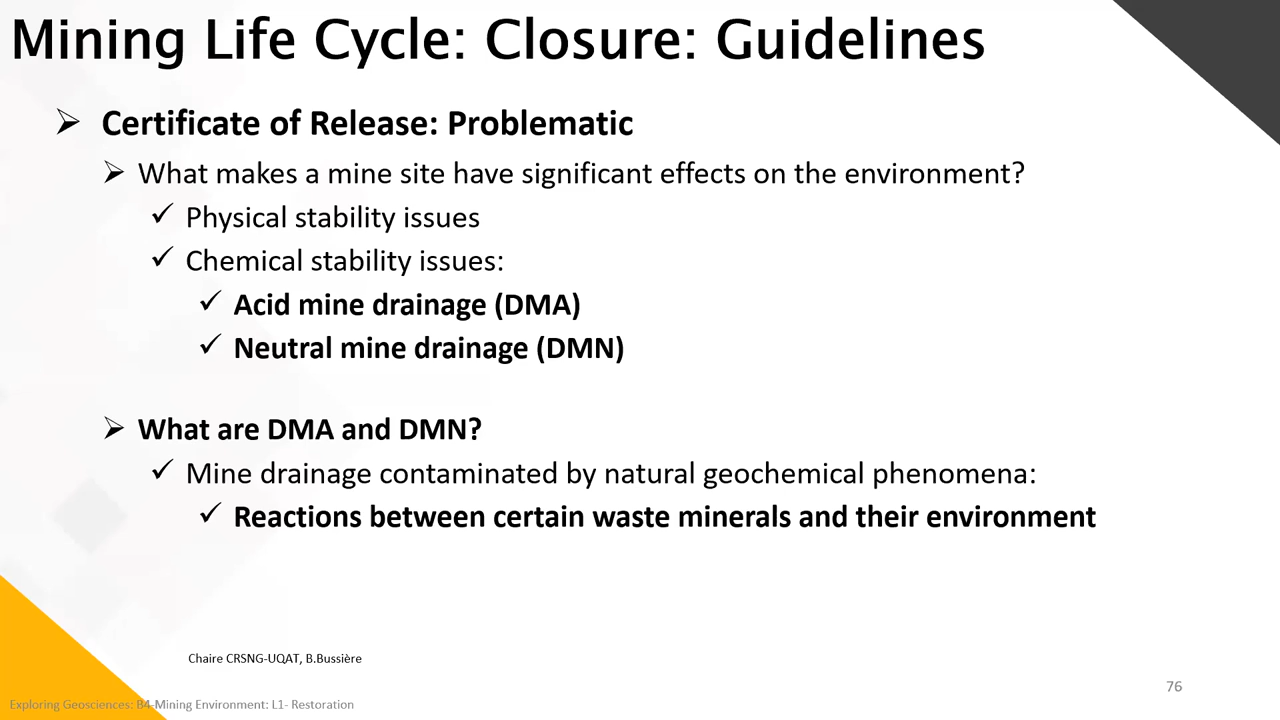 Mining Life Cycle: Closure: Guidelines
Certificate of Release: Problematic
What makes a mine site have significant effects on the environment?
Physical stability issues
Chemical stability issues:
Acid mine drainage (DMA)
Neutral mine drainage (DMN)
What are DMA and DMN?
Mine drainage contaminated by natural geochemical phenomena:
Reactions between certain waste minerals and their environment
Chaire CRSNG-UQAT, B.Bussière
76
Exploring Geosciences: B4-Mining Environment: L1- Restoration